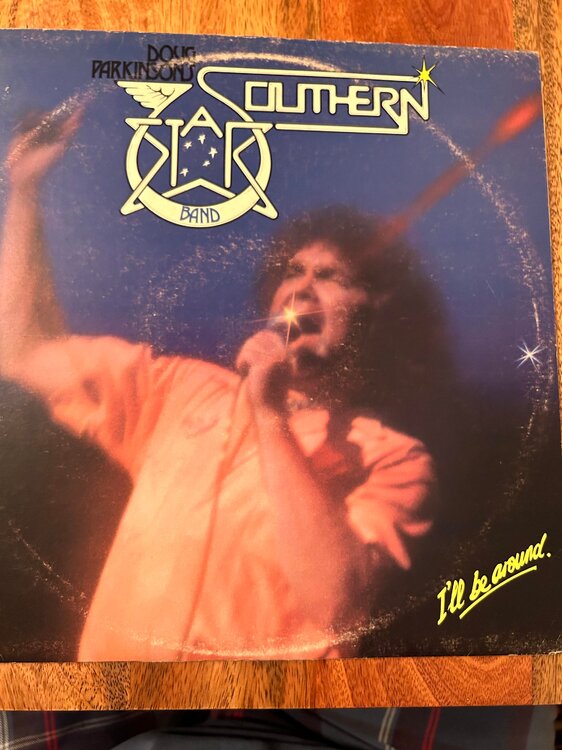 DOUG
PARKINSON'S
SOUTHERN
STAR
BAND
I'll be around.